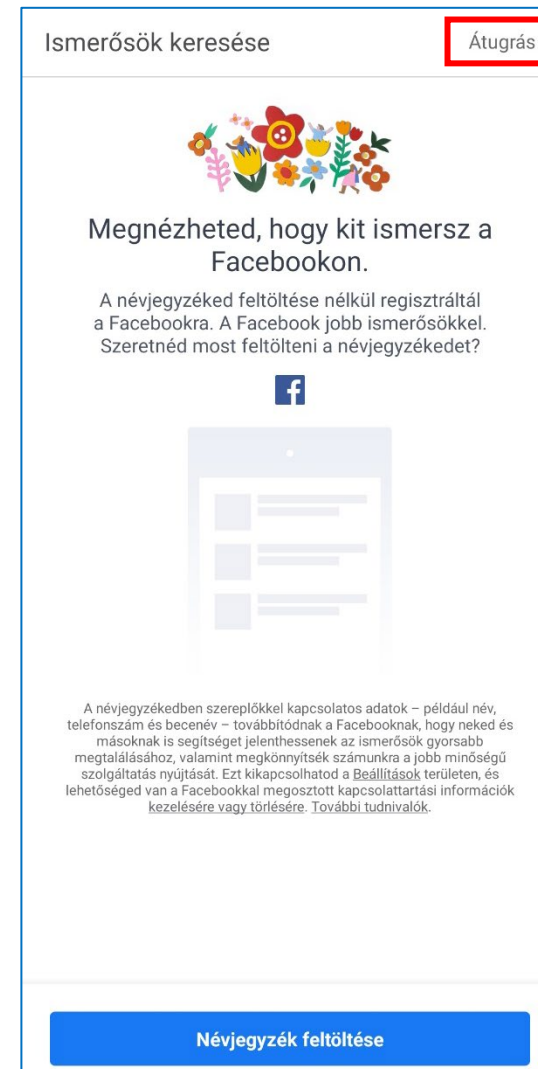 Ismerősök keresése
Átugrás
Megnézheted, hogy kit ismersz a
Facebookon.
A névjegyzéked feltöltése nélkül regisztráltál
a Facebookra. A Facebook jobb ismerősökkel.
Szeretnéd most feltölteni a névjegyzékedet?
A névjegyzékedben szereplőkkel kapcsolatos adatok – például név,
telefonszám és becenév – továbbítódnak a Facebooknak, hogy neked és
másoknak is segítséget jelenthessenek az ismerősök gyorsabb
megtalálásához, valamint megkönnyítsék számunkra a jobb minőségű
szolgáltatás nyújtását. Ezt kikapcsolhatod a Beállítások területen, és
lehetőséged van a Facebookkal megosztott kapcsolattartási információk
kezelésére vagy törlésére. További tudnivalók.
Névjegyzék feltöltése